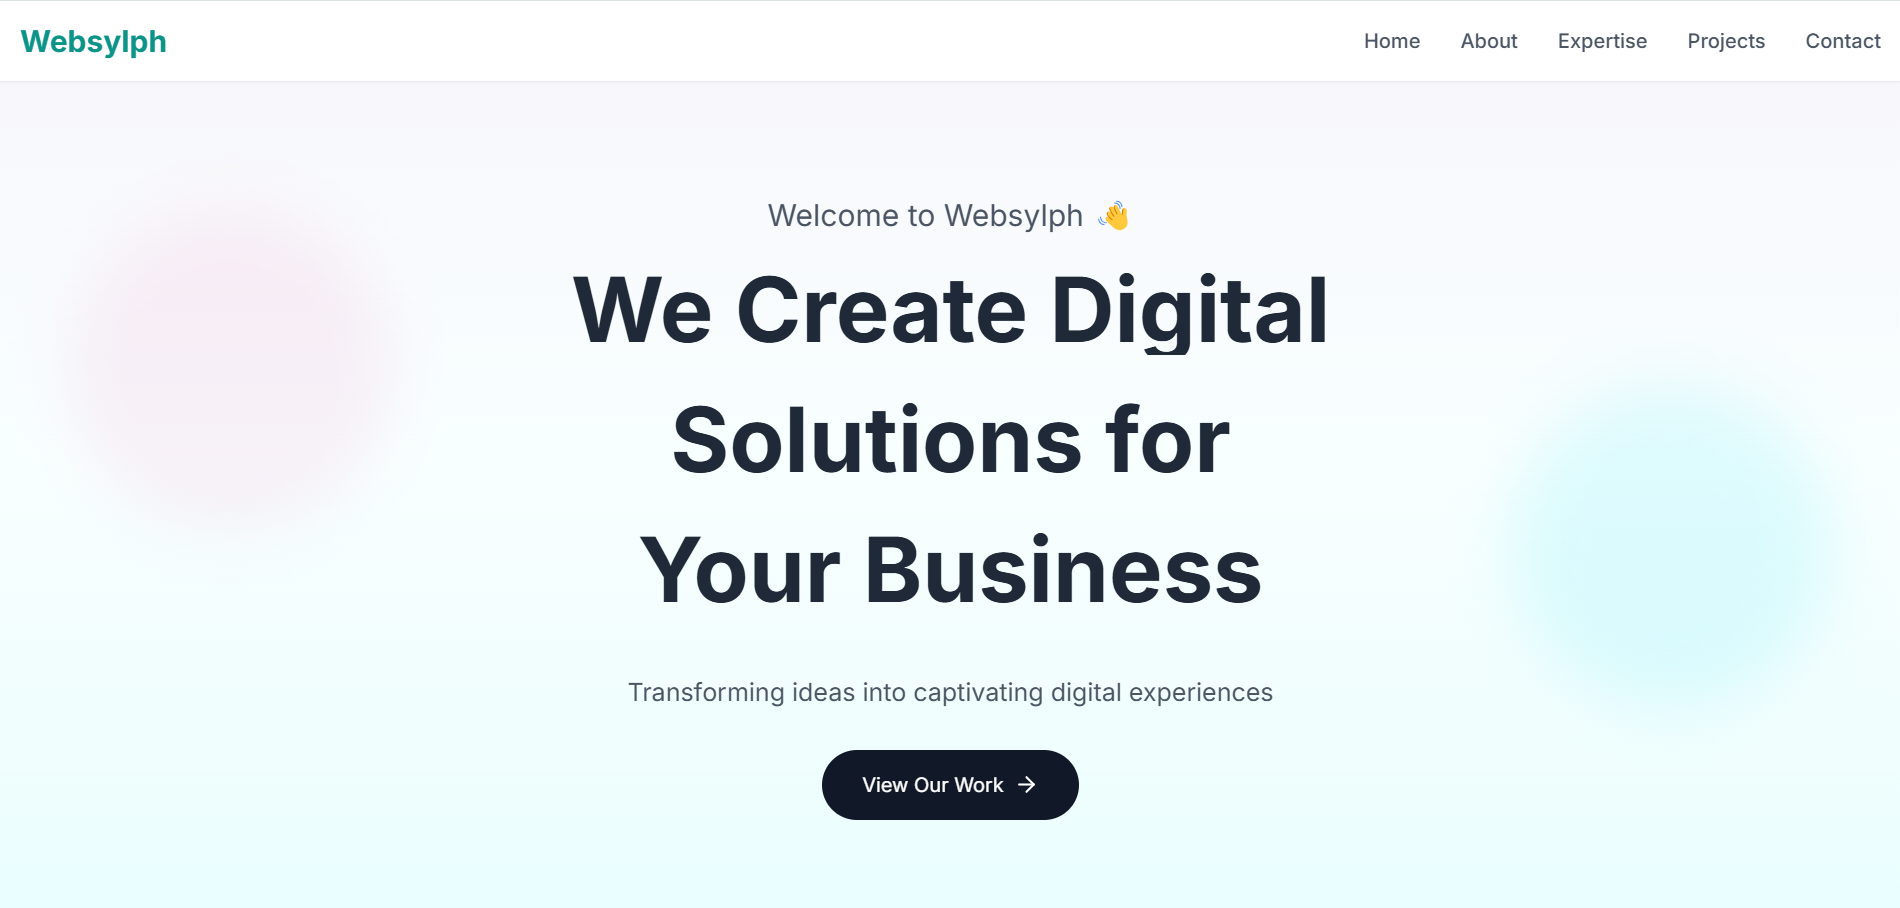 Websylph
Home About Expertise Projects Contact
Welcome to Websylph 👋
We Create Digital
Solutions for
Your Business
Transforming ideas into captivating digital experiences
View Our Work →